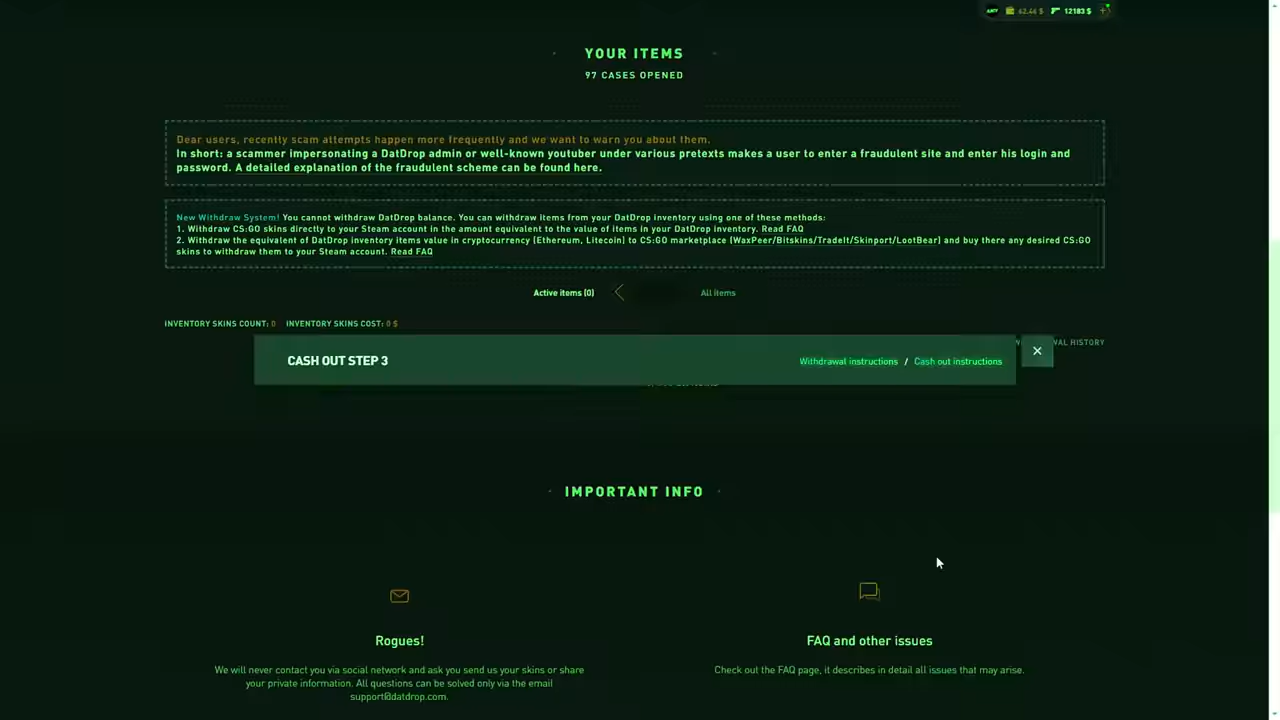 62.46 $ 12183 $
YOUR ITEMS
97 CASES OPENED
Dear users, recently scam attempts happen more frequently and we want to warn you about them.
In short: a scammer impersonating a DatDrop admin or well-known youtuber under various pretexts makes a user to enter a fraudulent site and enter his login and
password. A detailed explanation of the fraudulent scheme can be found here.
New Withdraw System! You cannot withdraw DatDrop balance. You can withdraw items from your DatDrop inventory using one of these methods:
1. Withdraw CS:GO skins directly to your Steam account in the amount equivalent to the value of items in your DatDrop inventory. Read FAQ
2. Withdraw the equivalent of DatDrop inventory items value in cryptocurrency (Ethereum, Litecoin) to CS:GO marketplace (WaxPeer/Bitskins/TradeIt/Skinport/LootBear) and buy there any desired CS:GO
skins to withdraw them to your Steam account. Read FAQ
Active items (0) All items
INVENTORY SKINS COUNT: 0 INVENTORY SKINS COST: 0 $
WAL HISTORY
CASH OUT STEP 3 Withdrawal instructions / Cash out instructions
IMPORTANT INFO
Rogues! FAQ and other issues
We will never contact you via social network and ask you send us your skins or share
your private information. All questions can be solved only via the email
support@datdrop.com.
Check out the FAQ page, it describes in detail all issues that may arise.